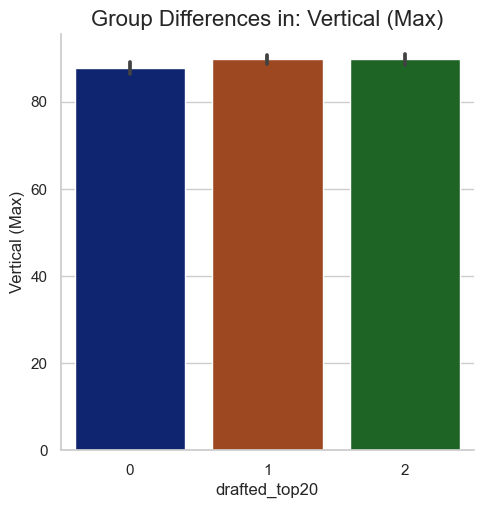 Group Differences in: Vertical (Max)
Vertical (Max)
80
60
40
20
0
0 1 2
drafted_top20